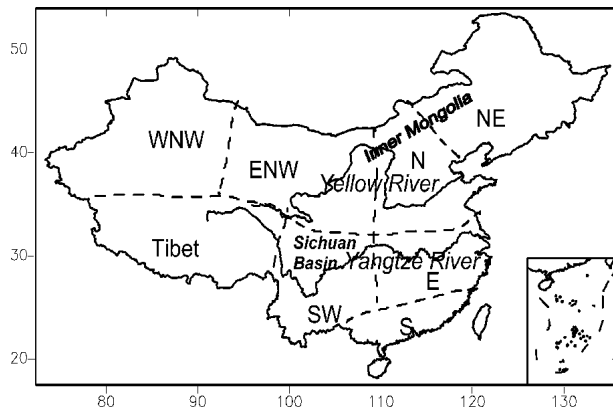 50
40
30
20
80
90
100
110
120
130
WNW
ENW
Inner Mongolia
NE
N
Yellow River
Tibet
Sichuan
Basin
Yangtze River
E
SW
S